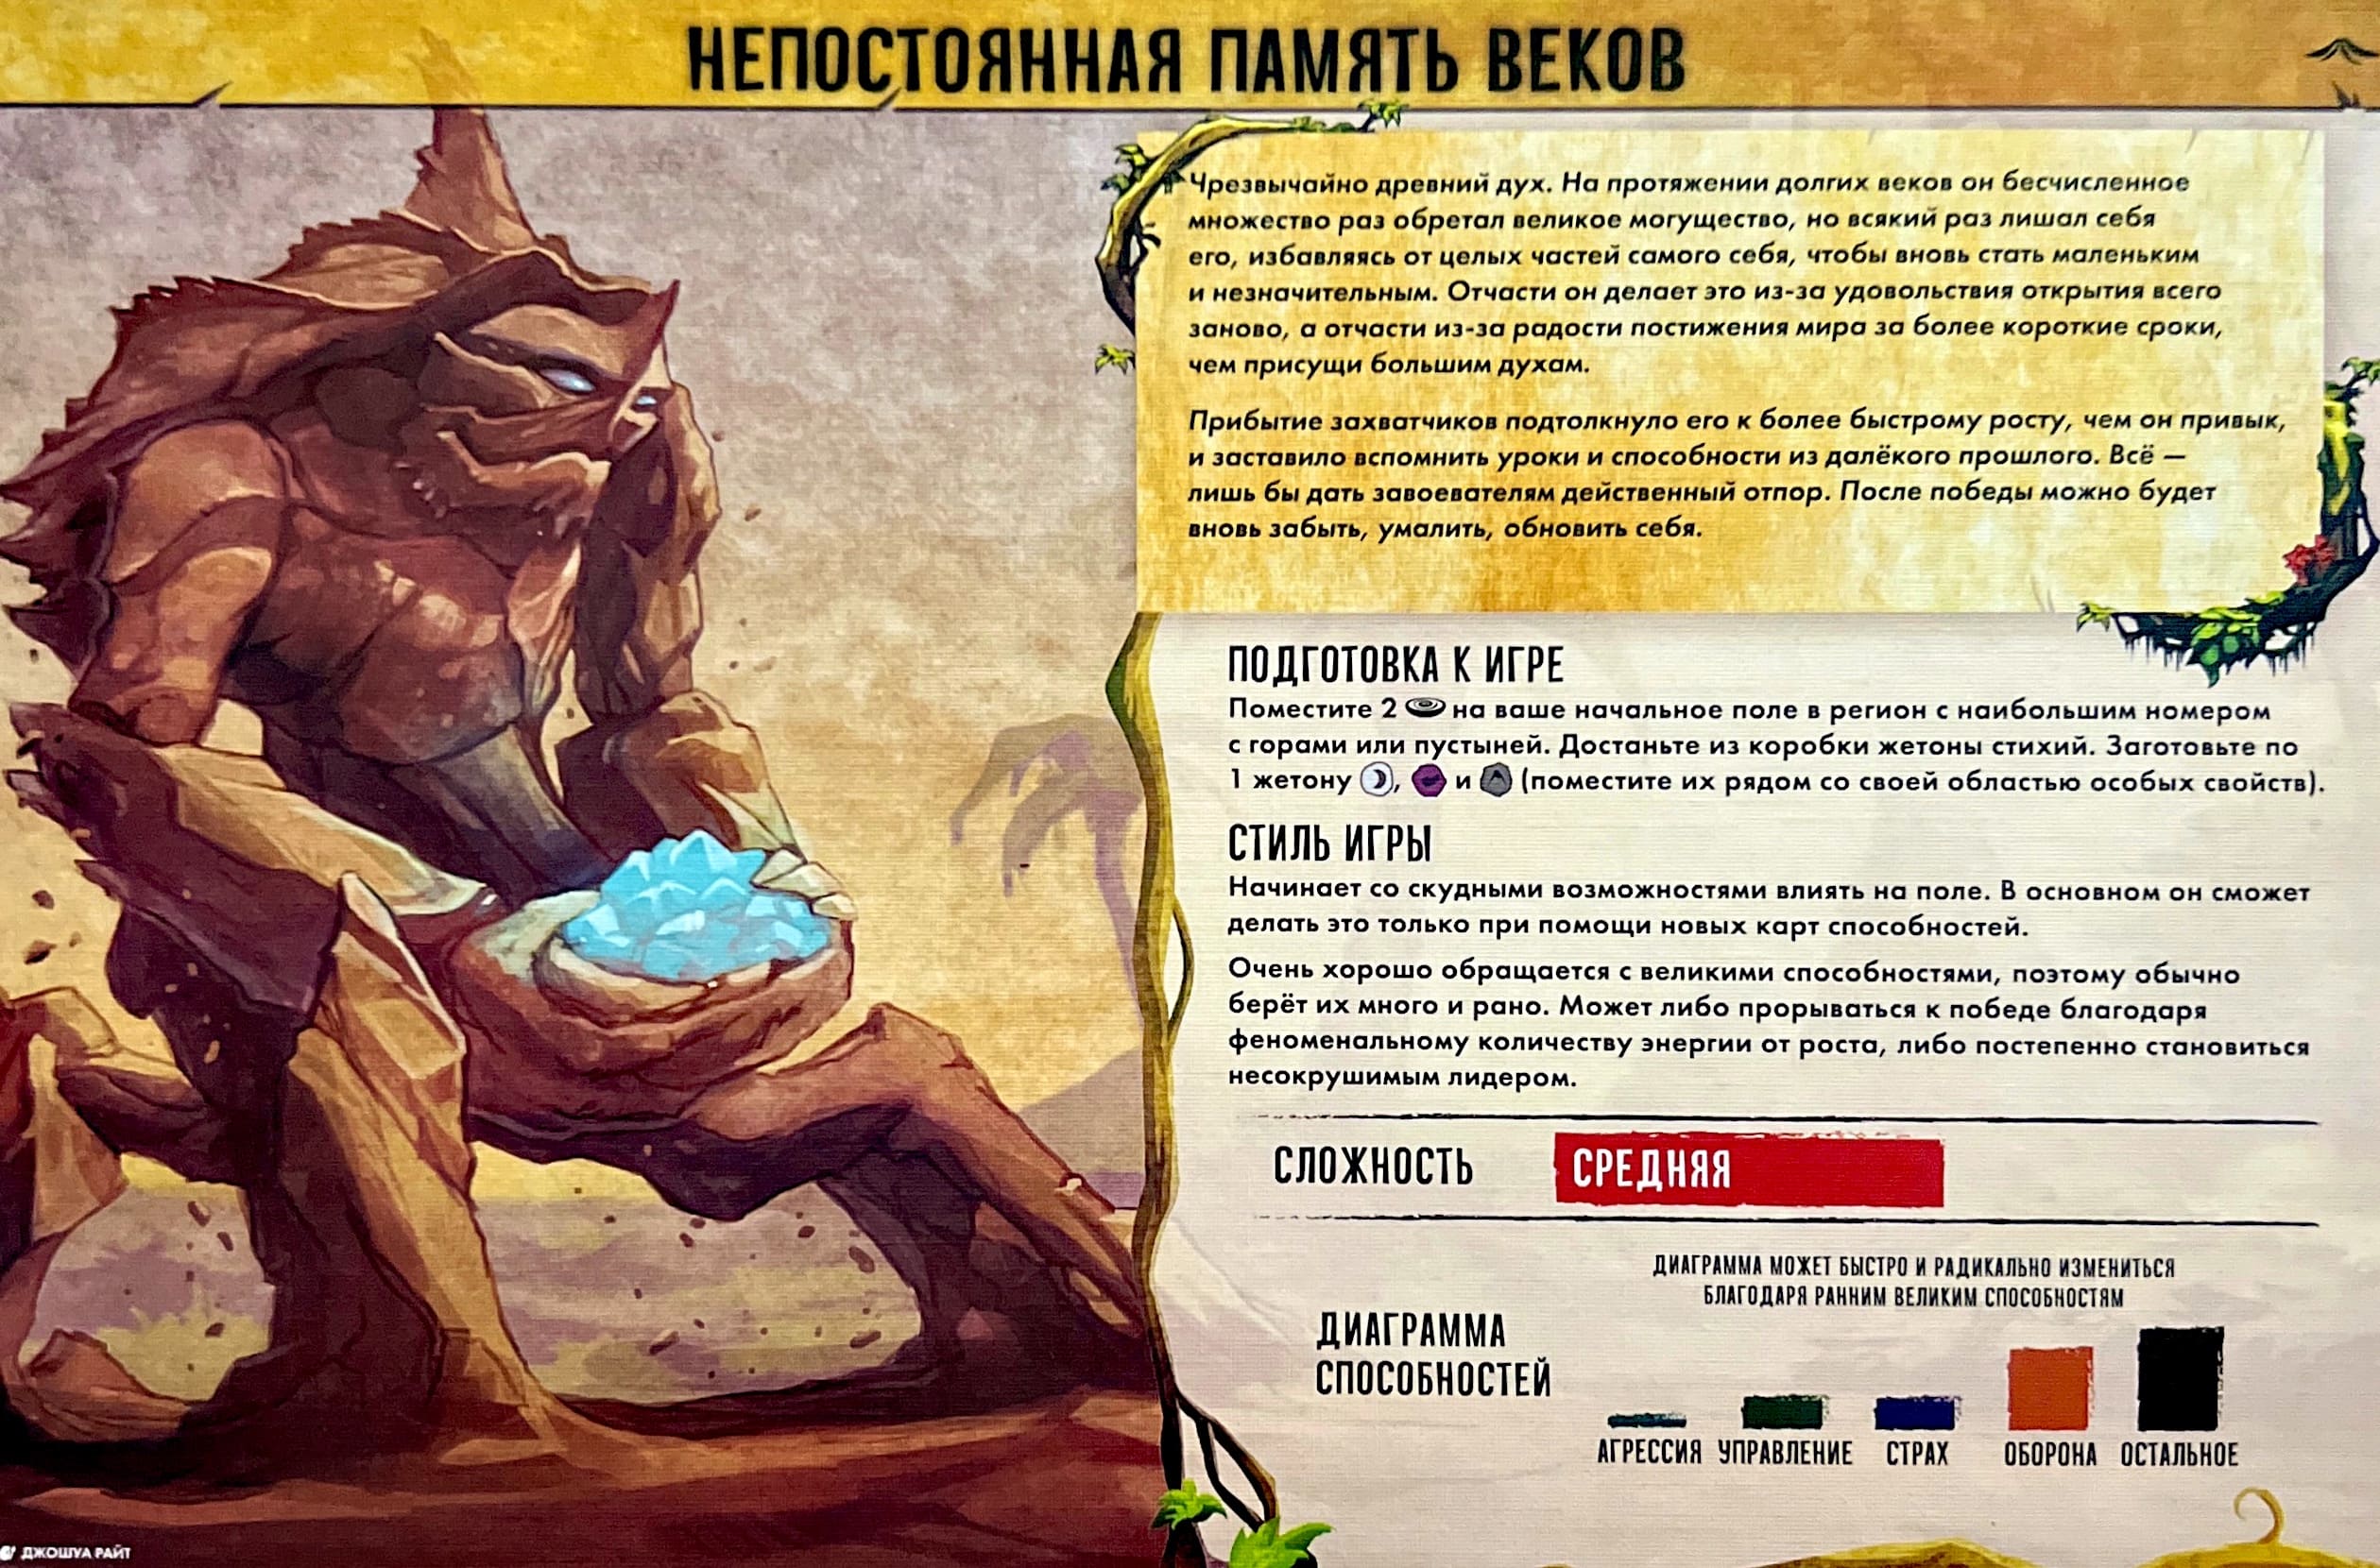 НЕПОСТОЯННАЯ ПАМЯТЬ ВЕКОВ
Чрезвычайно древний дух. На протяжении долгих веков он бесчисленное
множество раз обретал великое могущество, но всякий раз лишал себя
его, избавляясь от целых частей самого себя, чтобы вновь стать маленьким
и незначительным. Отчасти он делает это из-за удовольствия открытия всего
заново, а отчасти из-за радости постижения мира за более короткие сроки,
чем присущи большим духам.
Прибытие захватчиков подтолкнуло его к более быстрому росту, чем он привык,
и заставило вспомнить уроки и способности из далёкого прошлого. Всё —
лишь бы дать завоевателям действенный отпор. После победы можно будет
вновь забыть, умалить, обновить себя.
ПОДГОТОВКА К ИГРЕ
Поместите 2 на ваше начальное поле в регион с наибольшим номером
с горами или пустыней. Достаньте из коробки жетоны стихий. Заготовьте по
1 жетону , и (поместите их рядом со своей областью особых свойств).
СТИЛЬ ИГРЫ
Начинает со скудными возможностями влиять на поле. В основном он сможет
делать это только при помощи новых карт способностей.
Очень хорошо обращается с великими способностями, поэтому обычно
берёт их много и рано. Может либо прорываться к победе благодаря
феноменальному количеству энергии от роста, либо постепенно становиться
несокрушимым лидером.
СЛОЖНОСТЬ СРЕДНЯЯ
ДИАГРАММА МОЖЕТ БЫСТРО И РАДИКАЛЬНО ИЗМЕНИТЬСЯ
БЛАГОДАРЯ РАННИМ ВЕЛИКИМ СПОСОБНОСТЯМ
ДИАГРАММА
СПОСОБНОСТЕЙ
АГРЕССИЯ УПРАВЛЕНИЕ СТРАХ ОБОРОНА ОСТАЛЬНОЕ
ДЖОШУА РАЙТ